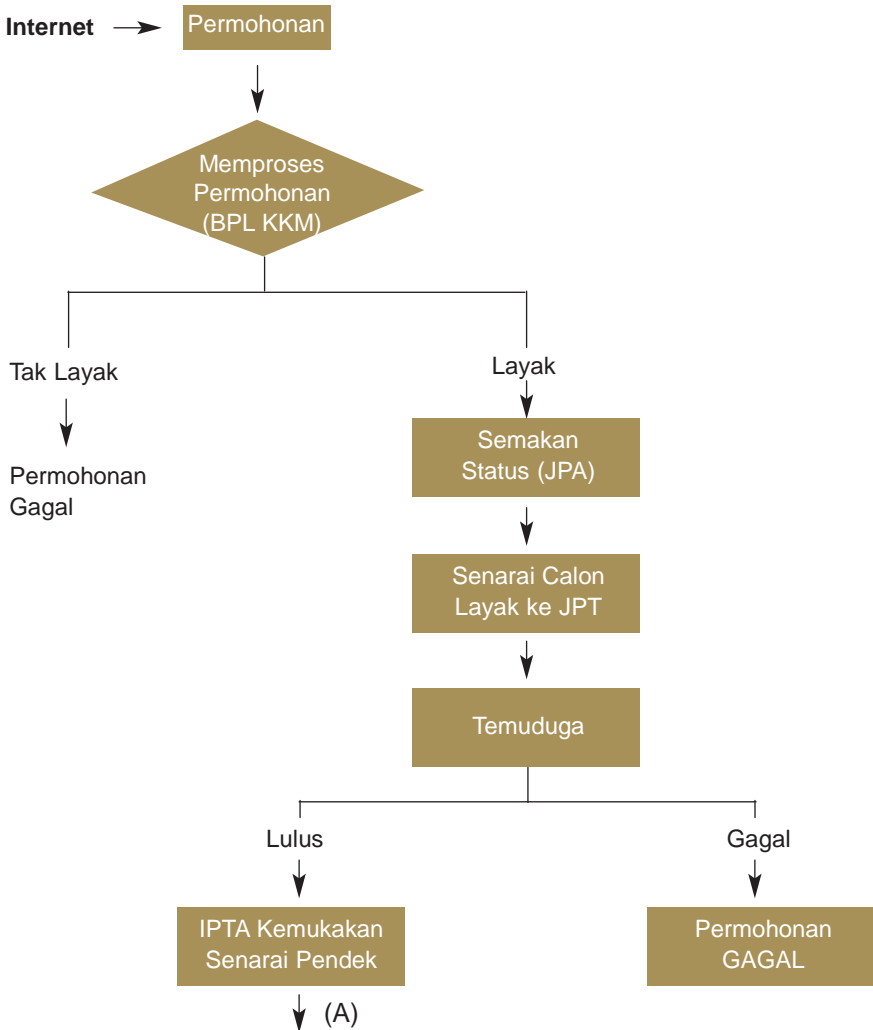 Internet
Permohonan
Memproses
Permohonan
(BPL KKM)
Tak Layak
Layak
Permohonan
Gagal
Semakan
Status (JPA)
Senarai Calon
Layak ke JPT
Temuduga
Lulus
Gagal
IPTA Kemukakan
Senarai Pendek
Permohonan
GAGAL
(A)